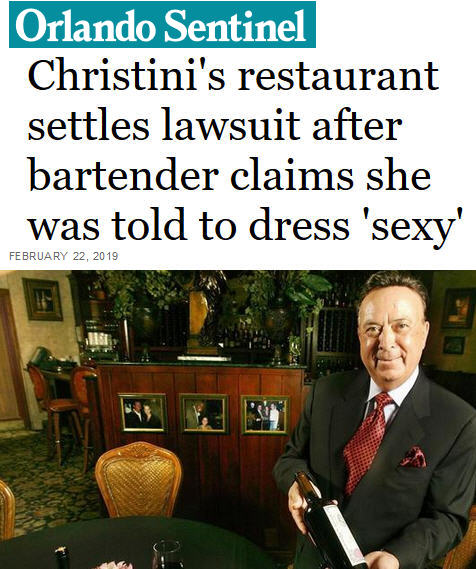 Orlando Sentinel
Christini's restaurant
settles lawsuit after
bartender claims she
was told to dress 'sexy'
FEBRUARY 22, 2019